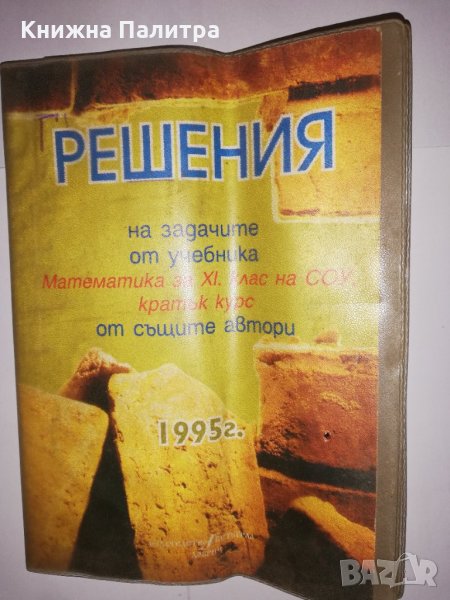 Книжна Палитра
РЕШЕНИЯ
на задачите
от учебника
Математика за XI. клас на СОУ,
кратък курс
от същите автори
1995г.
BAZAR